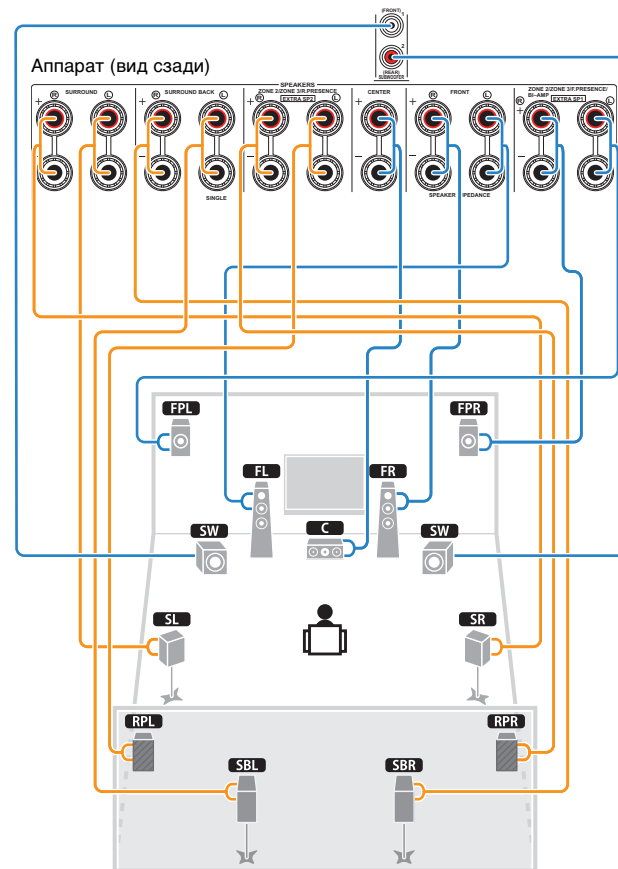 (FRONT)
1
2
(REAR)
SUBWOOFER
Аппарат (вид сзади)
SPEAKERS
R SURROUND L
R SURROUND BACK L
ZONE 2/ZONE 3/R.PRESENCE
R EXTRA SP2 L
CENTER
R FRONT L
ZONE 2/ZONE 3/F.PRESENCE/
BI–AMP EXTRA SP1
R L
+ + + + + +
– – – – – –
SINGLE
SPEAKER IMPEDANCE
FPL FPR
FL FR
SW C SW
SL SR
RPL RPR
SBL SBR